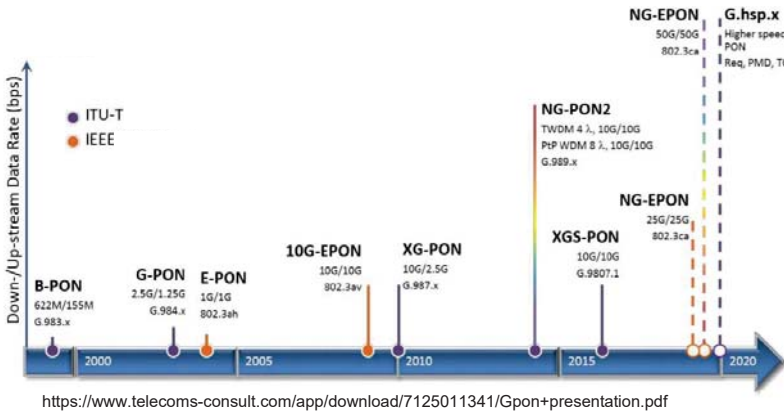 NG-EPON
50G/50G
802.3ca
G.hsp.x
Higher speed
PON
Req, PMD,
Down-/Up-stream Data Rate (bps)
ITU-T
IEEE
NG-PON2
TWDM 4 λ, 10G/10G
PtP WDM 8 λ, 10G/10G
G.989.x
NG-EPON
25G/25G
802.3ca
B-PON
622M/155M
G.983.x
G-PON
2.5G/1.25G
G.984.x
E-PON
1G/1G
802.3ah
10G-EPON
10G/10G
802.3av
XG-PON
10G/2.5G
G.987.x
XGS-PON
10G/10G
G.9807.1
2000
2005
2010
2015
2020
https://www.telecoms-consult.com/app/download/7125011341/Gpon+presentation.pdf